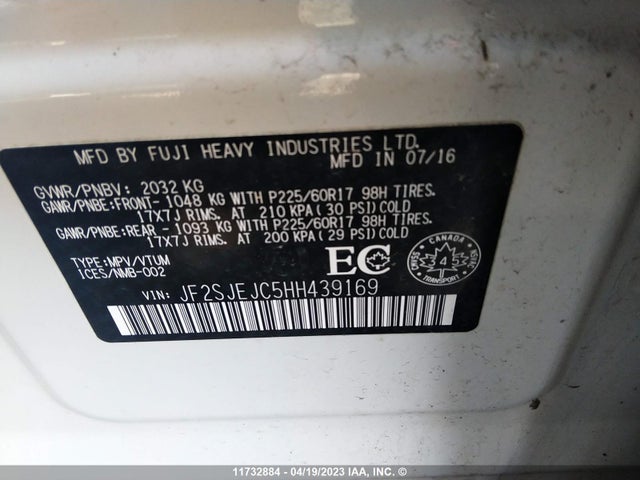 MFD BY FUJI HEAVY INDUSTRIES LTD.
MFD IN 07/16
GVWR/PNBV: 2032 KG
GAWR/PNBE:FRONT- 1048 KG WITH P225/60R17 98H TIRES.
17X7J RIMS. AT 210 KPA (30 PSI) COLD
GAWR/PNBE:REAR - 1093 KG WITH P225/60R17 98H TIRES.
17X7J RIMS. AT 200 KPA (29 PSI) COLD
TYPE: MPV/VTUM
ICES/NMB-002
EC
CANADA
CMVSS
NSVAC
45
TRANSPORT
VIN: JF2SJEJC5HH439169
11732884 - 04/19/2023 IAA, INC. ©